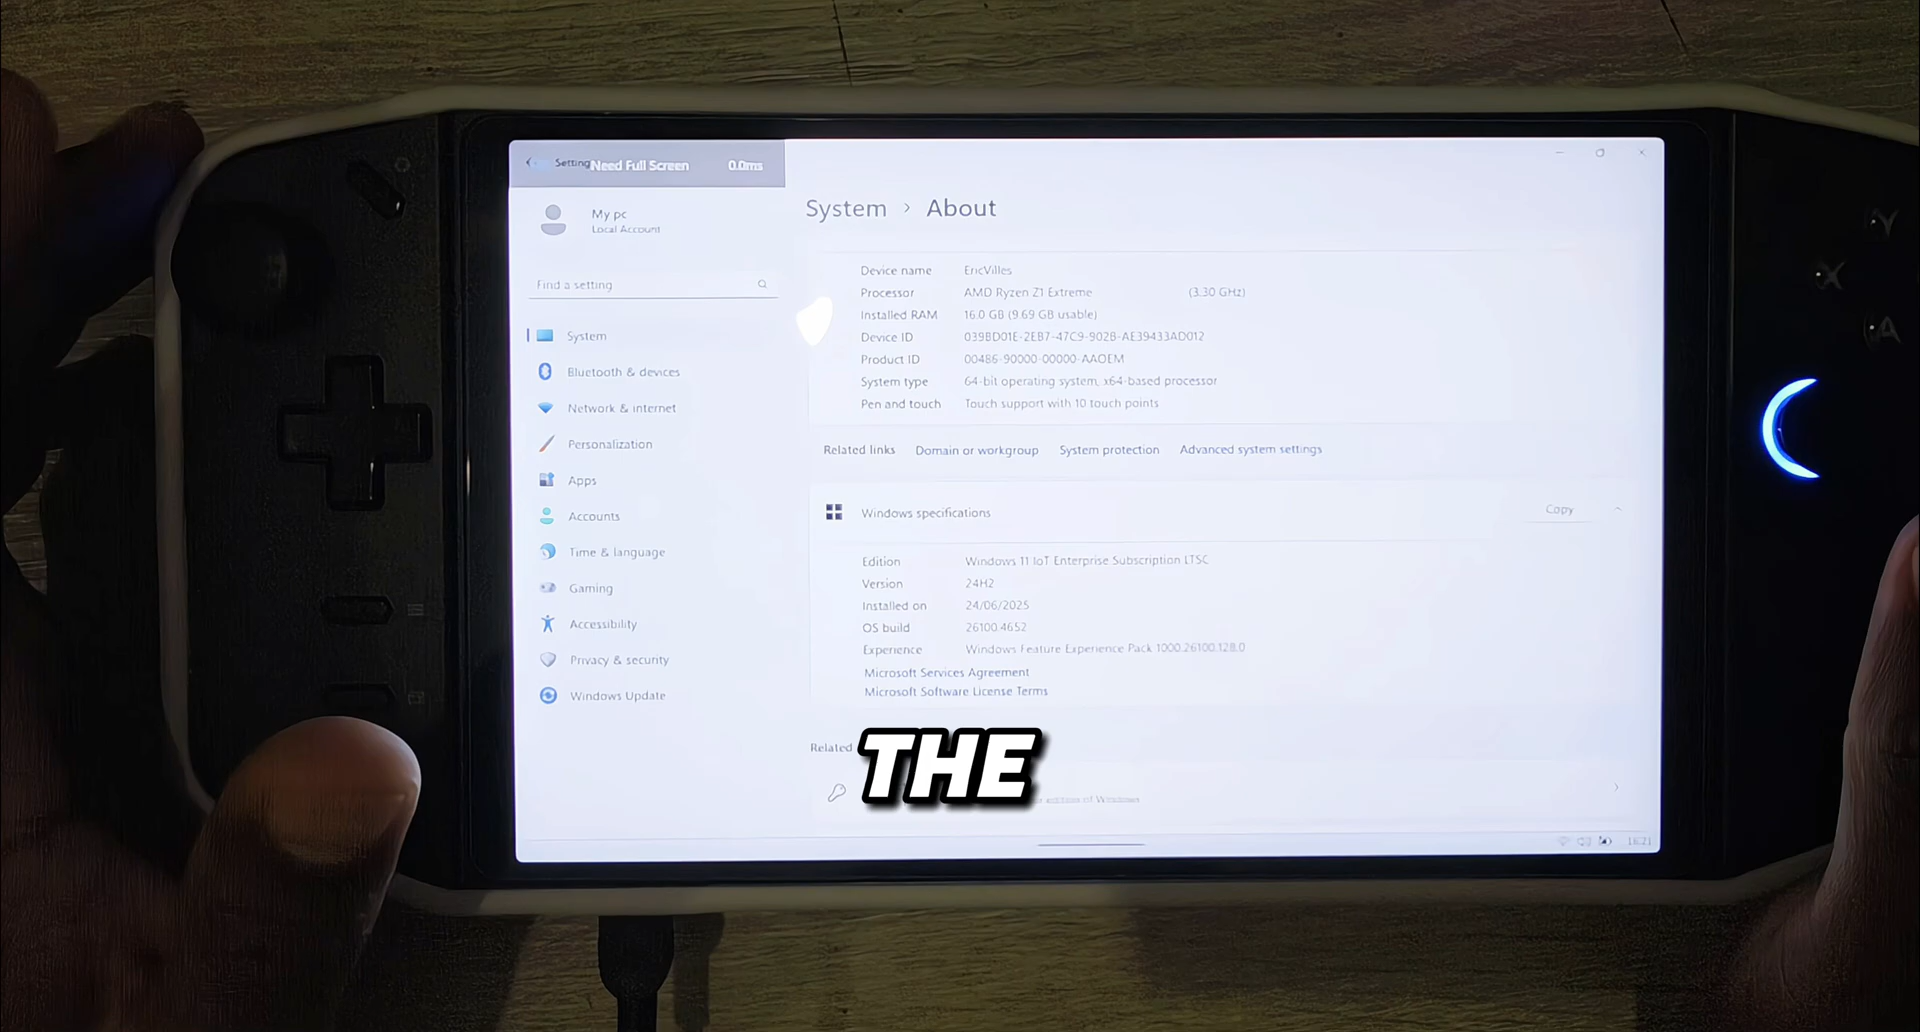 Setting Need Full Screen 0.0ms
My pc
Local Account
Find a setting
System
Bluetooth & devices
Network & internet
Personalization
Apps
Accounts
Time & language
Gaming
Accessibility
Privacy & security
Windows Update
System › About
Device name EricVilles
Processor AMD Ryzen Z1 Extreme (3.30 GHz)
Installed RAM 16.0 GB (9.69 GB usable)
Device ID 039BD01E-2EB7-47C9-902B-AE39433AD012
Product ID 00486-90000-00000-AAOEM
System type 64-bit operating system, x64-based processor
Pen and touch Touch support with 10 touch points
Related links Domain or workgroup System protection Advanced system settings
Windows specifications Copy
Edition Windows 11 IoT Enterprise Subscription LTSC
Version 24H2
Installed on 24/06/2025
OS build 26100.4652
Experience Windows Feature Experience Pack 1000.26100.128.0
Microsoft Services Agreement
Microsoft Software License Terms
Related
THE
edition of Windows
16:21
Y
X
A